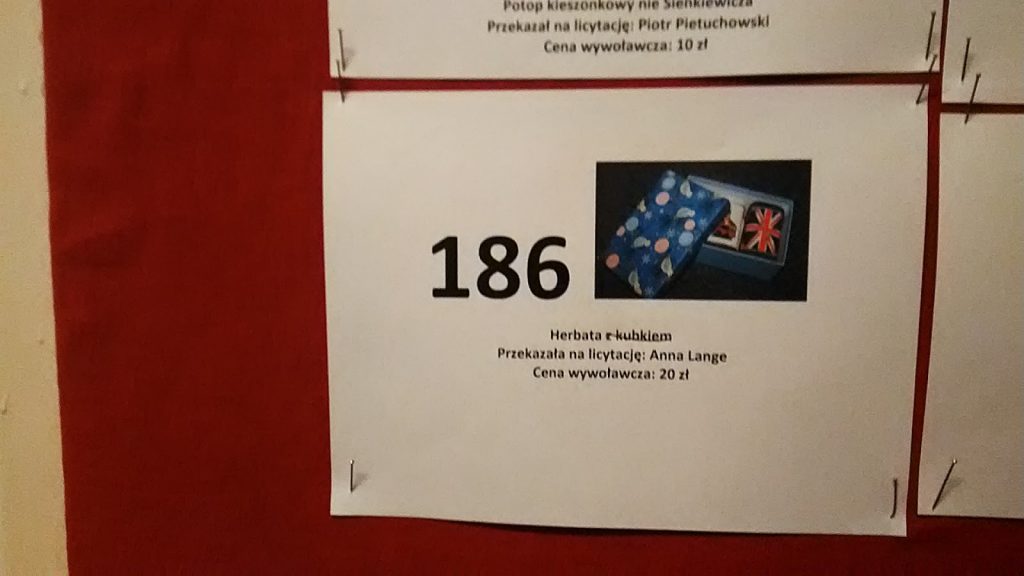 Potop kieszonkowy nie Sienkiewicza
Przekazał na licytację: Piotr Pietuchowski
Cena wywoławcza: 10 zł
186
Herbata z kubkiem
Przekazała na licytację: Anna Lange
Cena wywoławcza: 20 zł